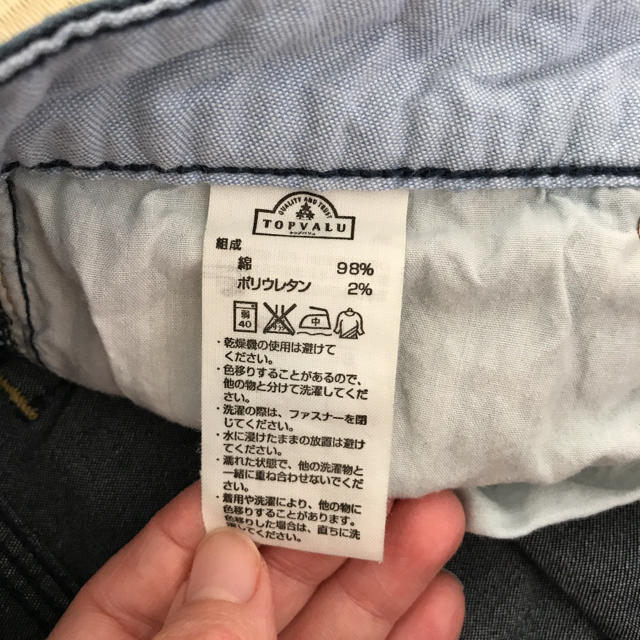 QUALITY AND TRUST
TOPVALU
トップバリュ
組成
綿 98%
ポリウレタン 2%
弱
40
中
・乾燥機の使用は避けて
ください。
・色移りすることがあるので、
他の物と分けて洗濯してくだ
さい。
・洗濯の際は、ファスナーを閉
じてください。
・水に浸けたままの放置は避け
てください。
・濡れた状態で、他の洗濯物と
一緒に重ね合わせないでくだ
さい。
・着用や洗濯により、他の物に
色移りすることがあります。
色移りした場合は、直ちに洗
濯してください。